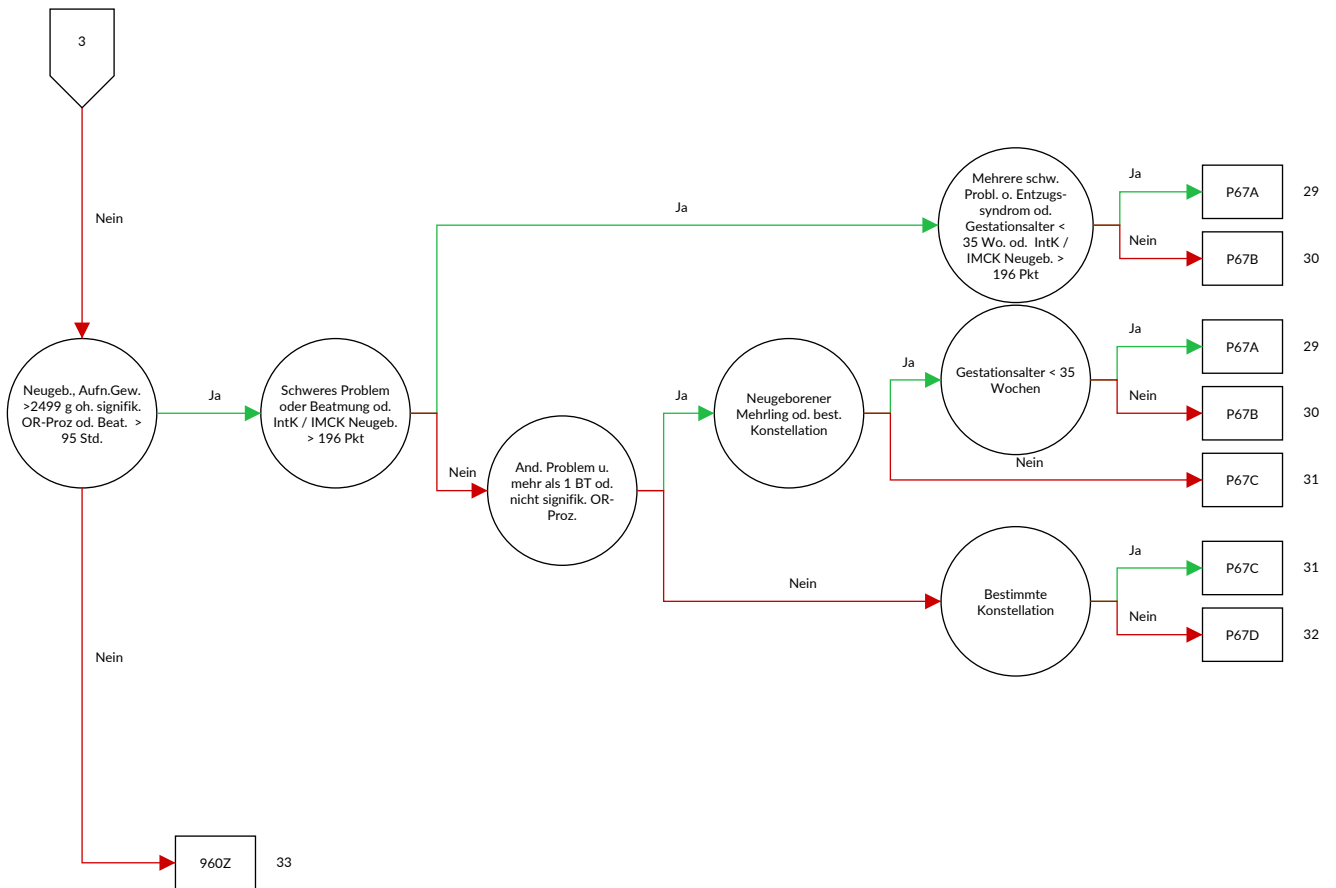 3
Nein
Neugeb., Aufn.Gew.
>2499 g oh. signifik.
OR-Proz od. Beat. >
95 Std.
Ja
Schweres Problem
oder Beatmung od.
IntK / IMCK Neugeb.
> 196 Pkt
Ja
Mehrere schw.
Probl. o. Entzugs-
syndrom od.
Gestationsalter <
35 Wo. od. IntK /
IMCK Neugeb. >
196 Pkt
Ja
P67A
29
Nein
P67B
30
Nein
And. Problem u.
mehr als 1 BT od.
nicht signifik. OR-
Proz.
Ja
Neugeborener
Mehrling od. best.
Konstellation
Ja
Gestationsalter < 35
Wochen
Ja
P67A
29
Nein
P67B
30
Nein
P67C
31
Nein
Bestimmte
Konstellation
Ja
P67C
31
Nein
P67D
32
Nein
960Z
33